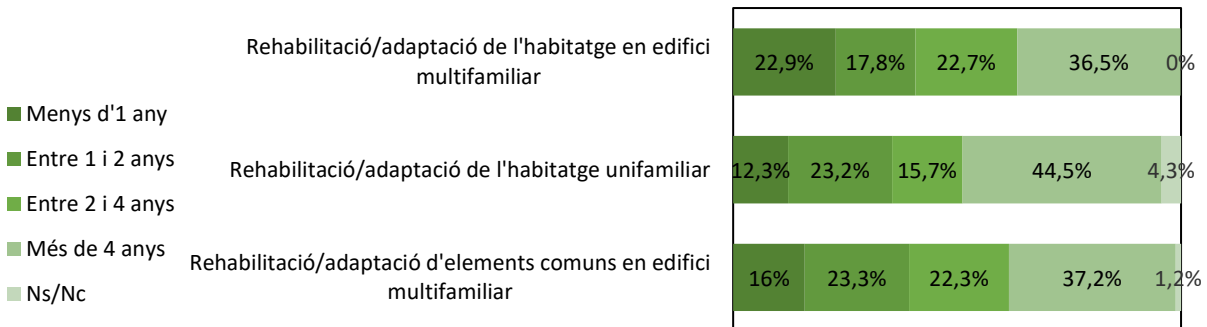 Rehabilitació/adaptació de l'habitatge en edifici
multifamiliar
22,9% 17,8% 22,7% 36,5% 0%
Menys d'1 any
Entre 1 i 2 anys
Entre 2 i 4 anys
Més de 4 anys
Ns/Nc
Rehabilitació/adaptació de l'habitatge unifamiliar
12,3% 23,2% 15,7% 44,5% 4,3%
Rehabilitació/adaptació d'elements comuns en edifici
multifamiliar
16% 23,3% 22,3% 37,2% 1,2%